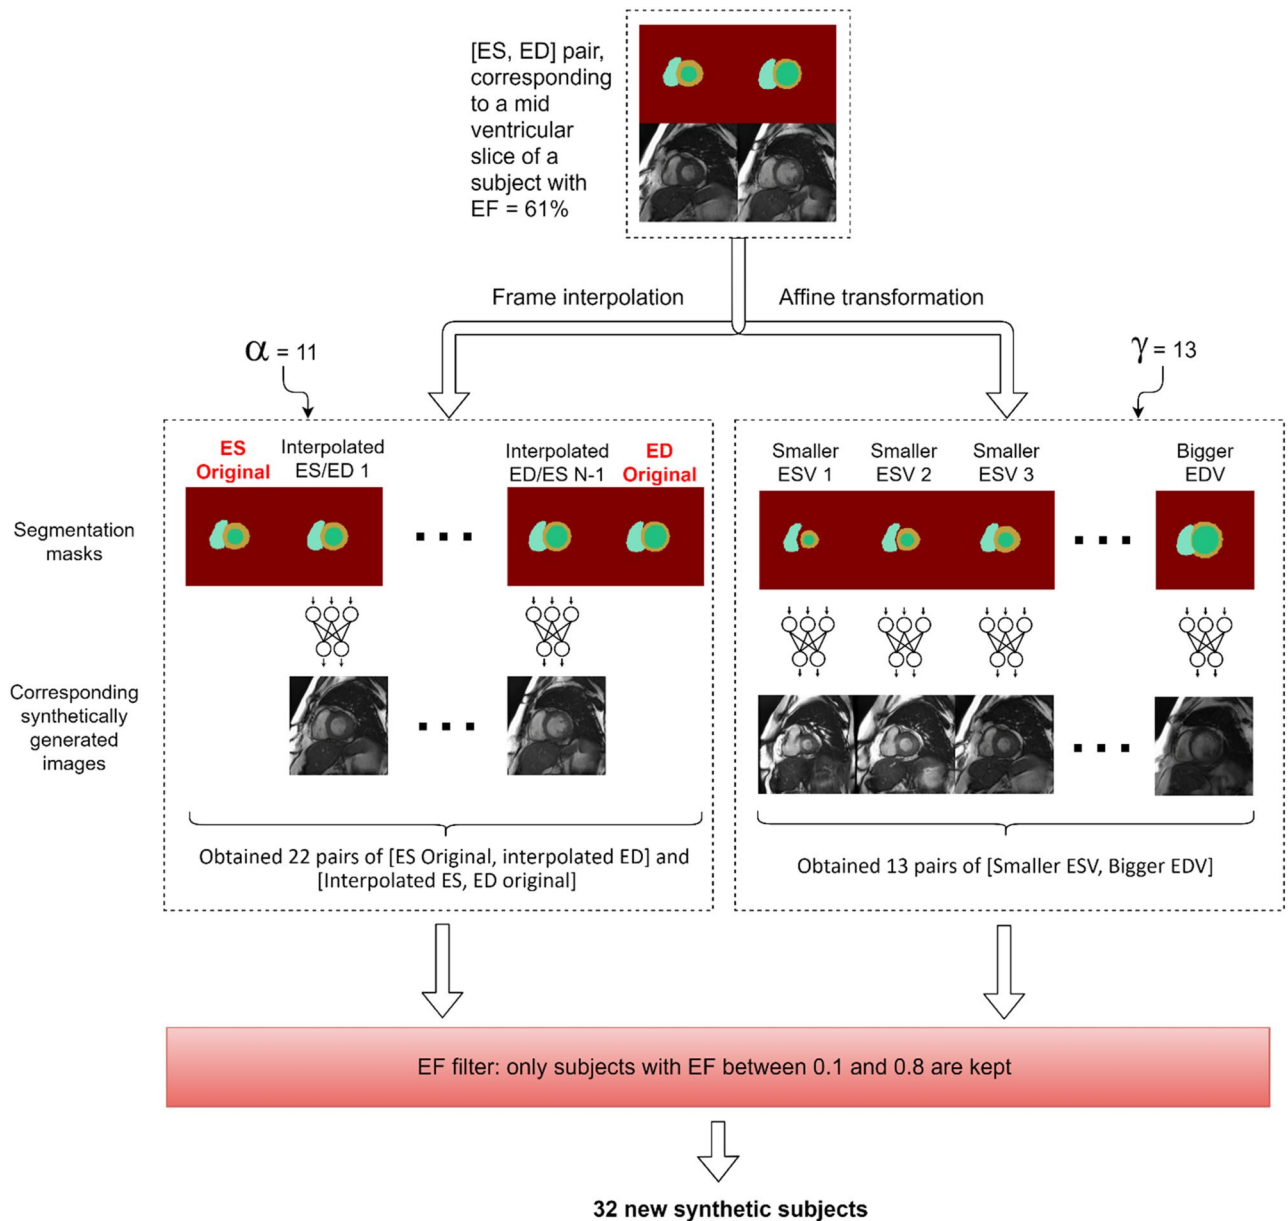 [ES, ED] pair,
corresponding
to a mid
ventricular
slice of a
subject with
EF = 61%
Frame interpolation
Affine transformation
α = 11
γ = 13
ES
Original
Interpolated
ES/ED 1
Interpolated
ED/ES N-1
ED
Original
Smaller
ESV 1
Smaller
ESV 2
Smaller
ESV 3
Bigger
EDV
Segmentation
masks
Corresponding
synthetically
generated
images
Obtained 22 pairs of [ES Original, interpolated ED] and
[Interpolated ES, ED original]
Obtained 13 pairs of [Smaller ESV, Bigger EDV]
EF filter: only subjects with EF between 0.1 and 0.8 are kept
32 new synthetic subjects